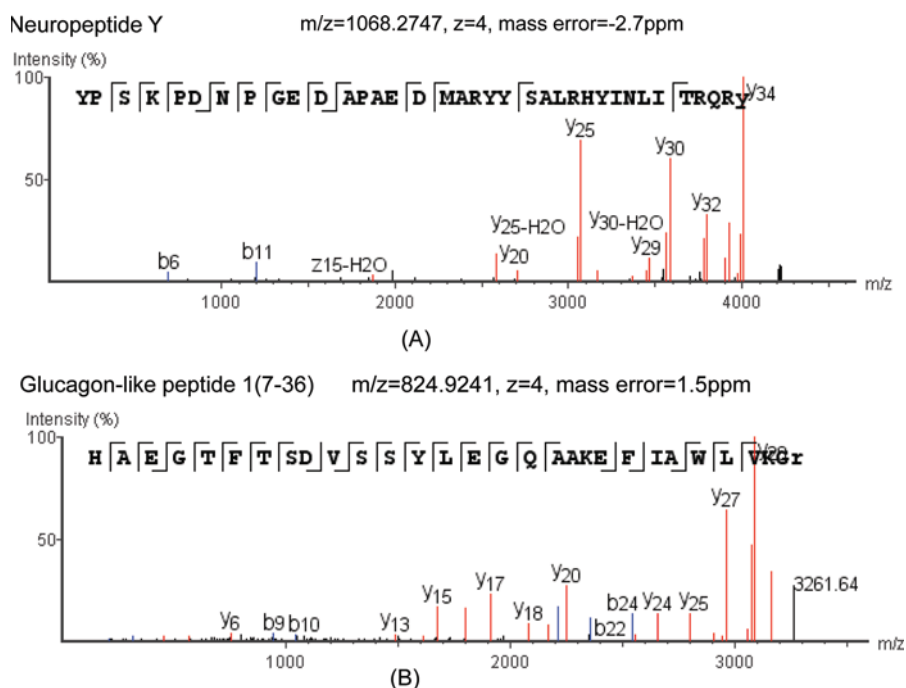 Neuropeptide Y m/z=1068.2747, z=4, mass error=-2.7ppm
Intensity (%)
100
YPSKPDNPGEDAPAEDMARYYSALRHYINLITRQRy
y34
y25
y30
50
y32
y25-H2O
y30-H2O
y29
y20
b6
b11
z15-H2O
1000 2000 3000 4000 m/z
(A)
Glucagon-like peptide 1(7-36) m/z=824.9241, z=4, mass error=1.5ppm
Intensity (%)
100
HAEGTFTSDVSSYLEGQAAKEFIAWLVKGr
y27
50
y15
y17
y20
3261.64
y6
b9
b10
y13
y18
b22
b24
y24
y25
1000 2000 3000 m/z
(B)